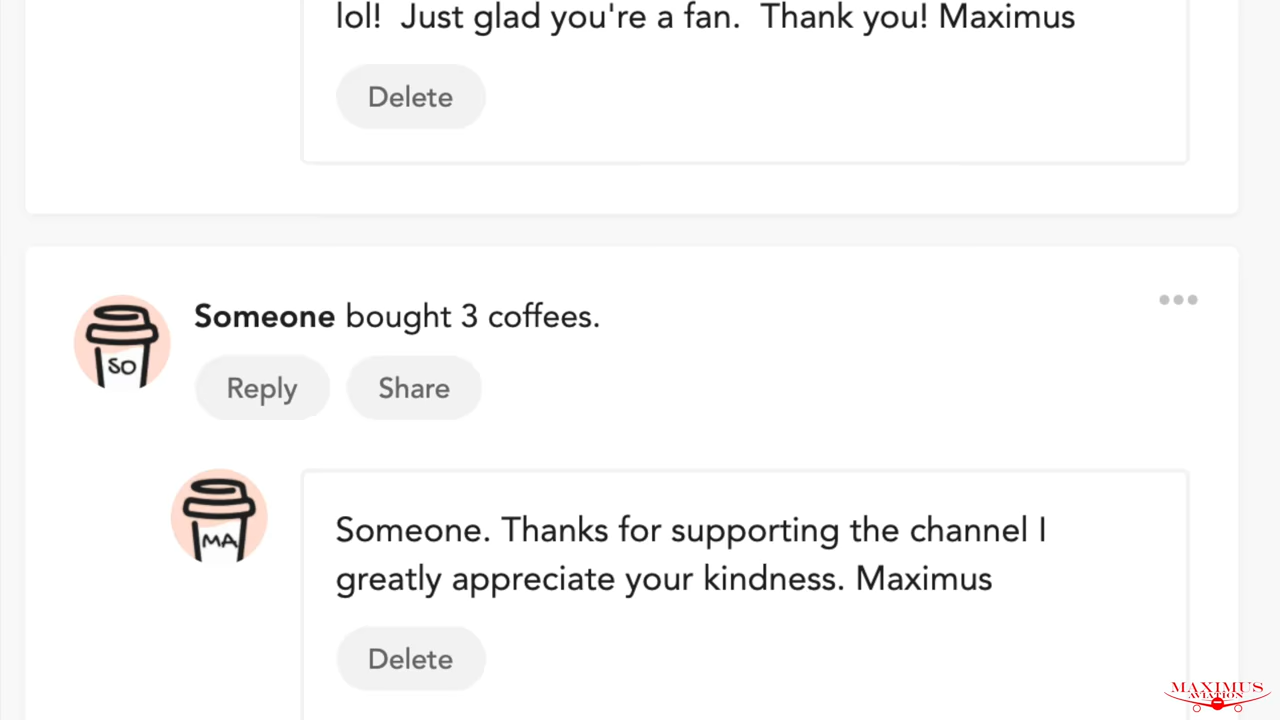 lol!  Just glad you're a fan.  Thank you! Maximus
Delete
Someone bought 3 coffees.
SO
Reply Share
MA
Someone. Thanks for supporting the channel I
greatly appreciate your kindness. Maximus
Delete
MAXIMUS
AVIATION